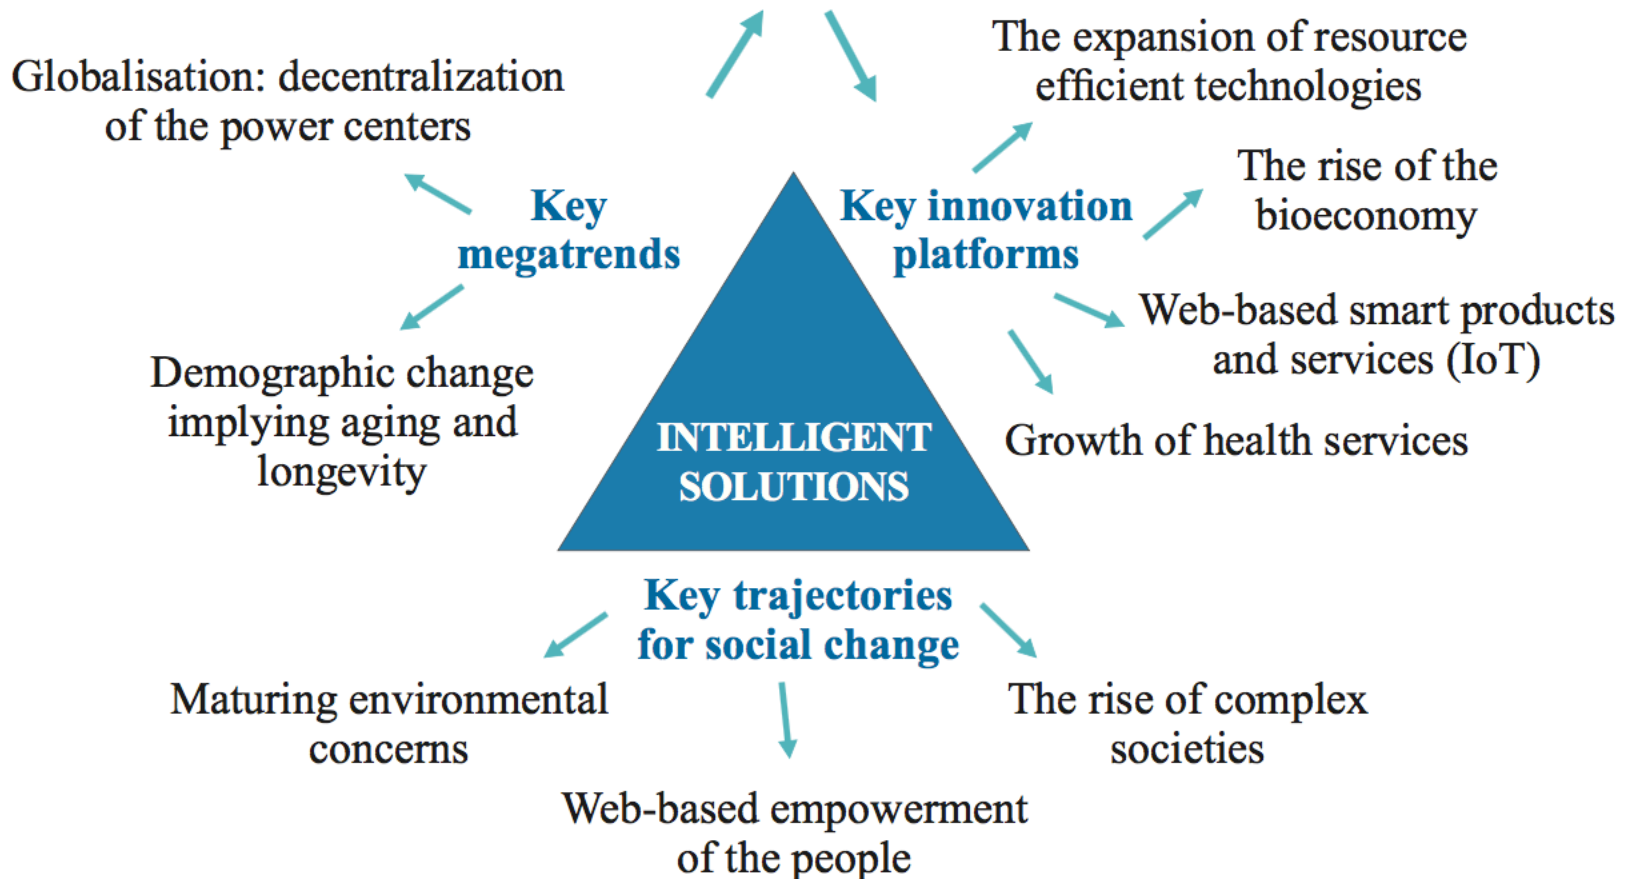 Globalisation: decentralization
of the power centers
Key
megatrends
Demographic change
implying aging and
longevity
The expansion of resource
efficient technologies
Key innovation
platforms
The rise of the
bioeconomy
Web-based smart products
and services (IoT)
Growth of health services
INTELLIGENT
SOLUTIONS
Key trajectories
for social change
Maturing environmental
concerns
Web-based empowerment
of the people
The rise of complex
societies